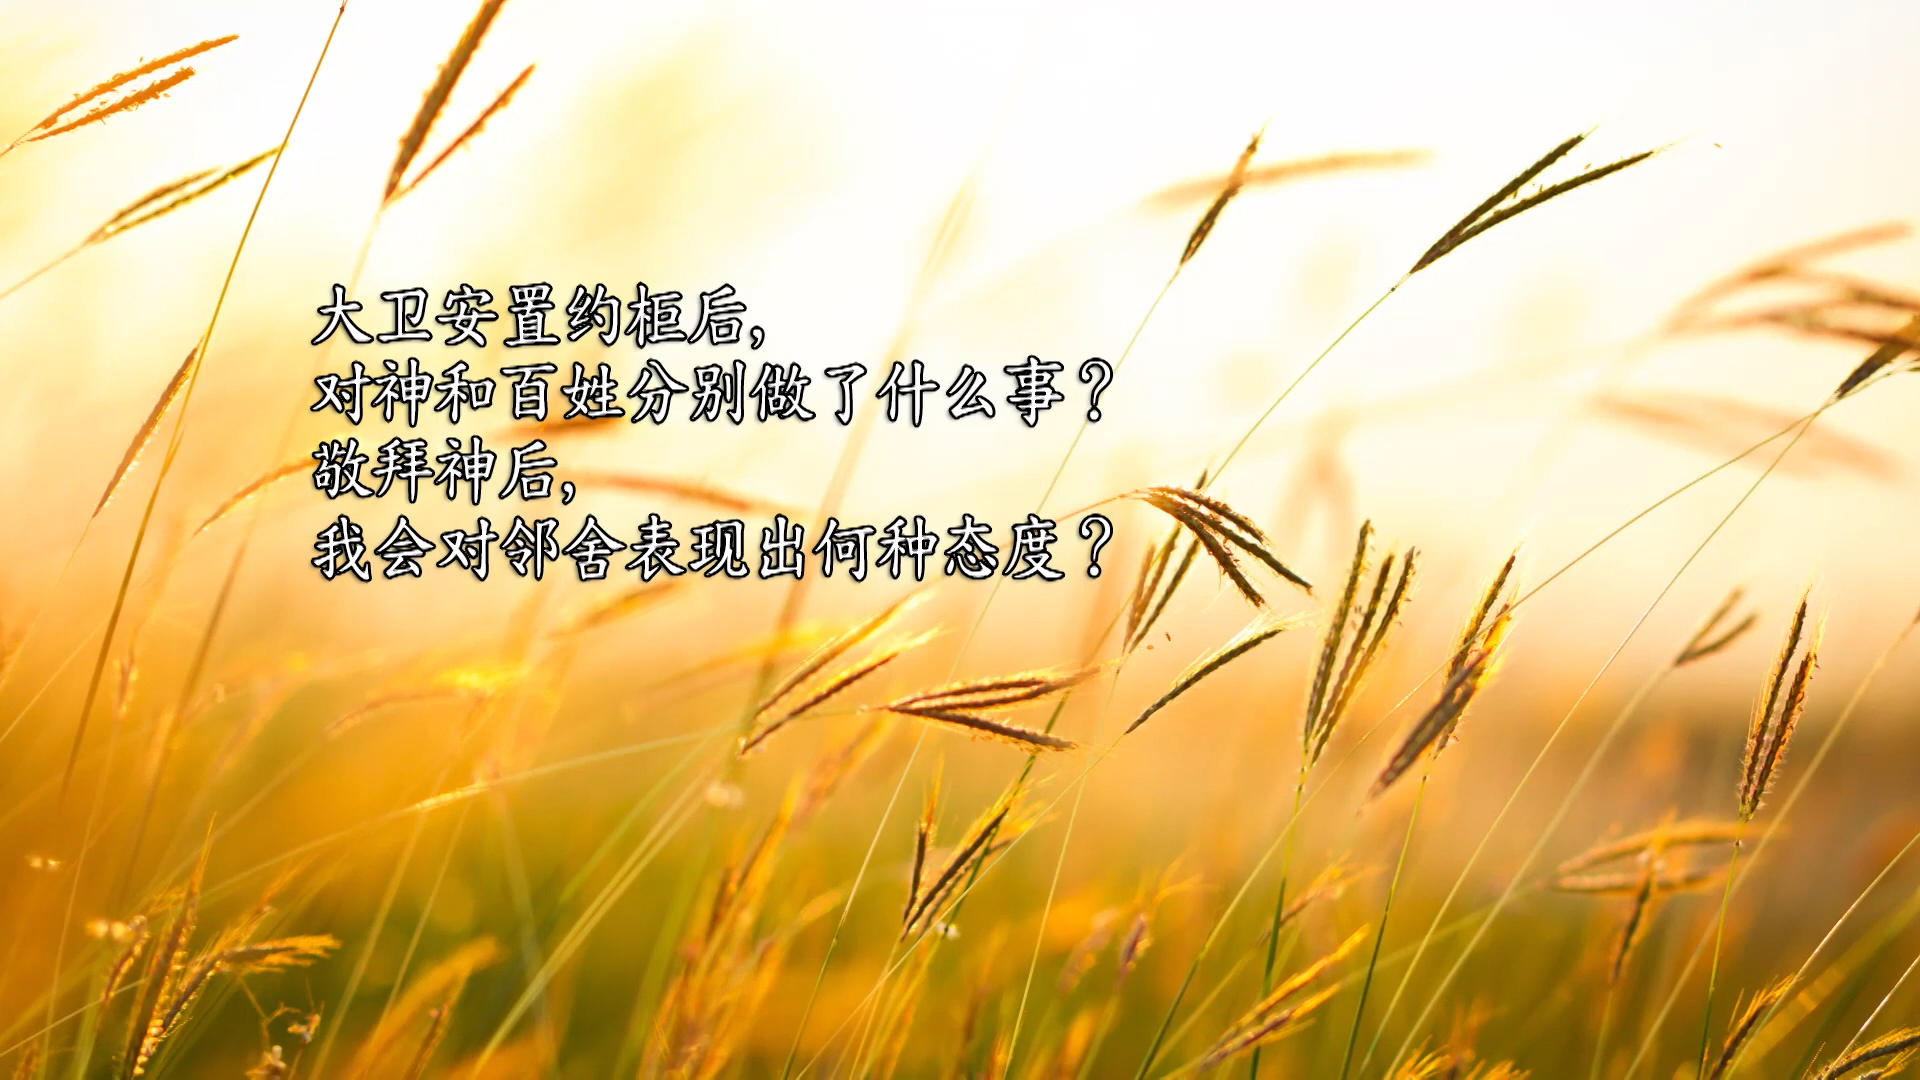 大卫安置约柜后,
对神和百姓分别做了什么事？
敬拜神后,
我会对邻舍表现出何种态度？